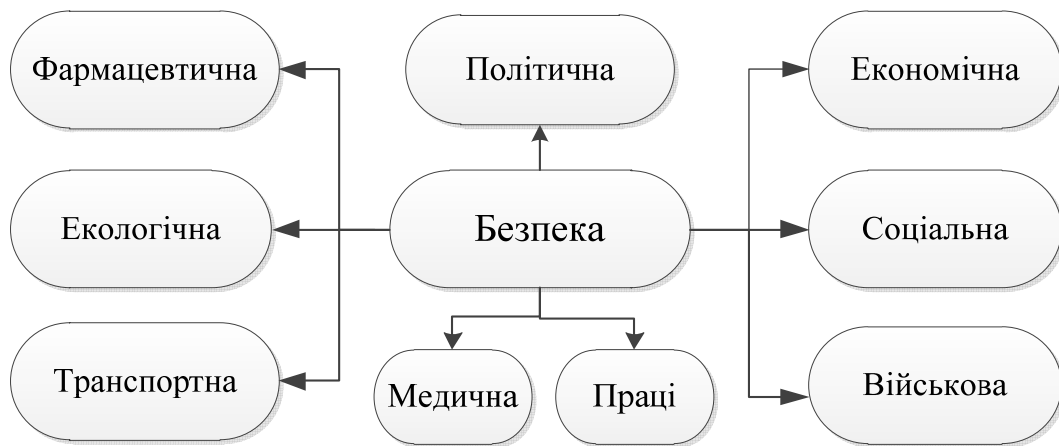 Фармацевтична
Політична
Економічна
Екологічна
Безпека
Соціальна
Транспортна
Медична
Праці
Військова